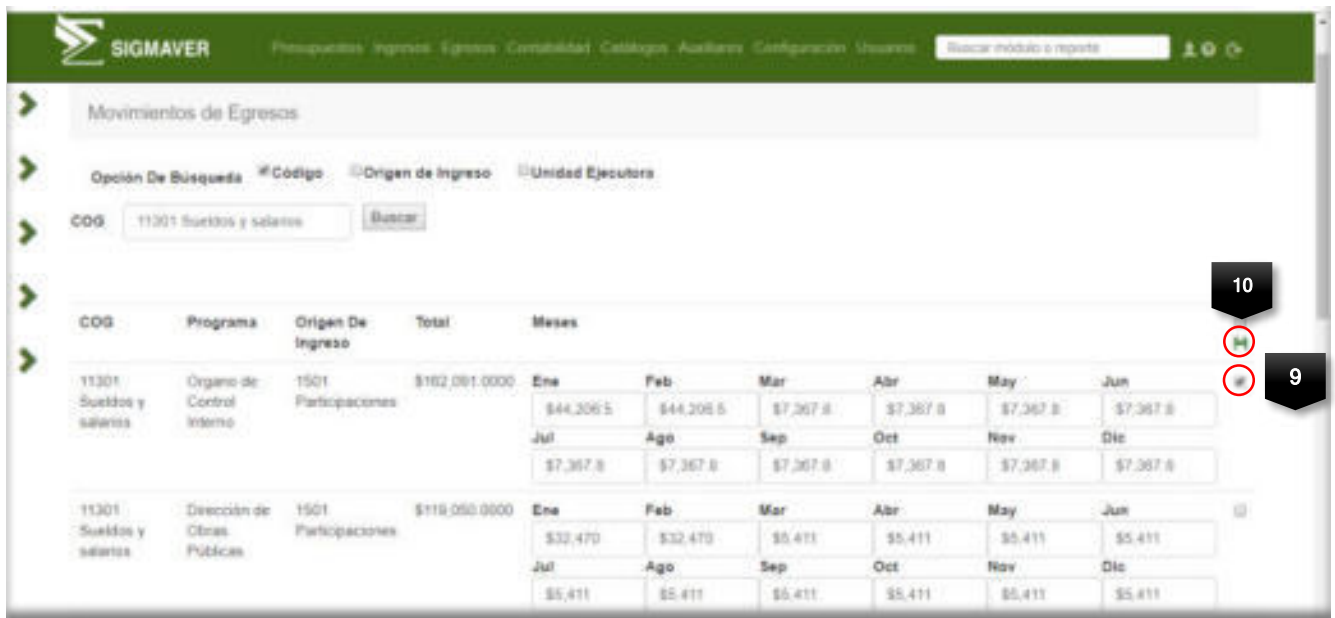 SIGMAVER
Presupuestos Ingresos Egresos Contabilidad Catálogos Auxiliares Configuración Usuarios Buscar módulo o reporte
Movimientos de Egresos
Opción De Búsqueda Código Origen de Ingreso Unidad Ejecutora
COG 11301 Sueldos y salarios Buscar
10
COG Programa Origen De Ingreso Total Meses
9
11301 Sueldos y salarios Organo de Control Interno 1501 Participaciones
Ene Feb Mar Abr May Jun
$44,206.5 $44,206.5 $7,367.8 $7,367.8 $7,367.8 $7,367.8
Jul Ago Sep Oct Nov Dic
$7,367.8 $7,367.8 $7,367.8 $7,367.8 $7,367.8 $7,367.8
11301 Sueldos y salarios Dirección de Obras Públicas 1501 Participaciones
Ene Feb Mar Abr May Jun
$32,470 $32,470 $5,411 $5,411 $5,411 $5,411
Jul Ago Sep Oct Nov Dic
$5,411 $5,411 $5,411 $5,411 $5,411 $5,411